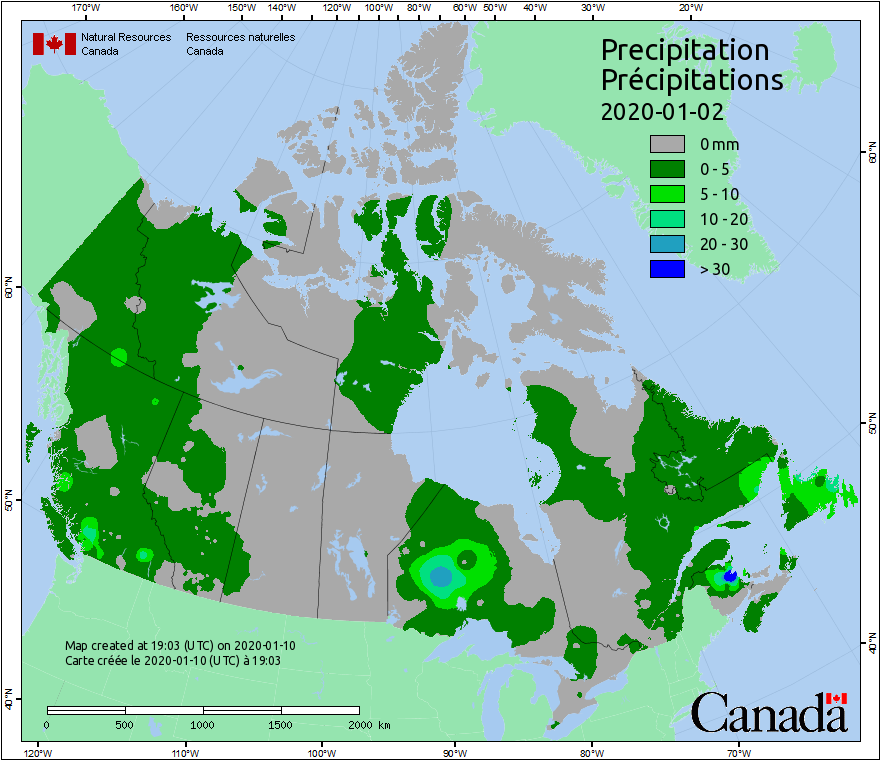 170°W 160°W 150°W 140°W 130°W 120°W 110°W 100°W 90°W 80°W 60°W 50°W 40°W 30°W 20°W
Natural Resources Ressources naturelles
Canada Canada
Precipitation
Précipitations
2020-01-02
0 mm
0 - 5
5 - 10
10 - 20
20 - 30
> 30
60°N
60°N
50°N
50°N
40°N
40°N
Map created at 19:03 (UTC) on 2020-01-10
Carte créée le 2020-01-10 (UTC) à 19:03
0 500 1000 1500 2000 km
Canada
120°W 110°W 100°W 90°W 80°W 70°W